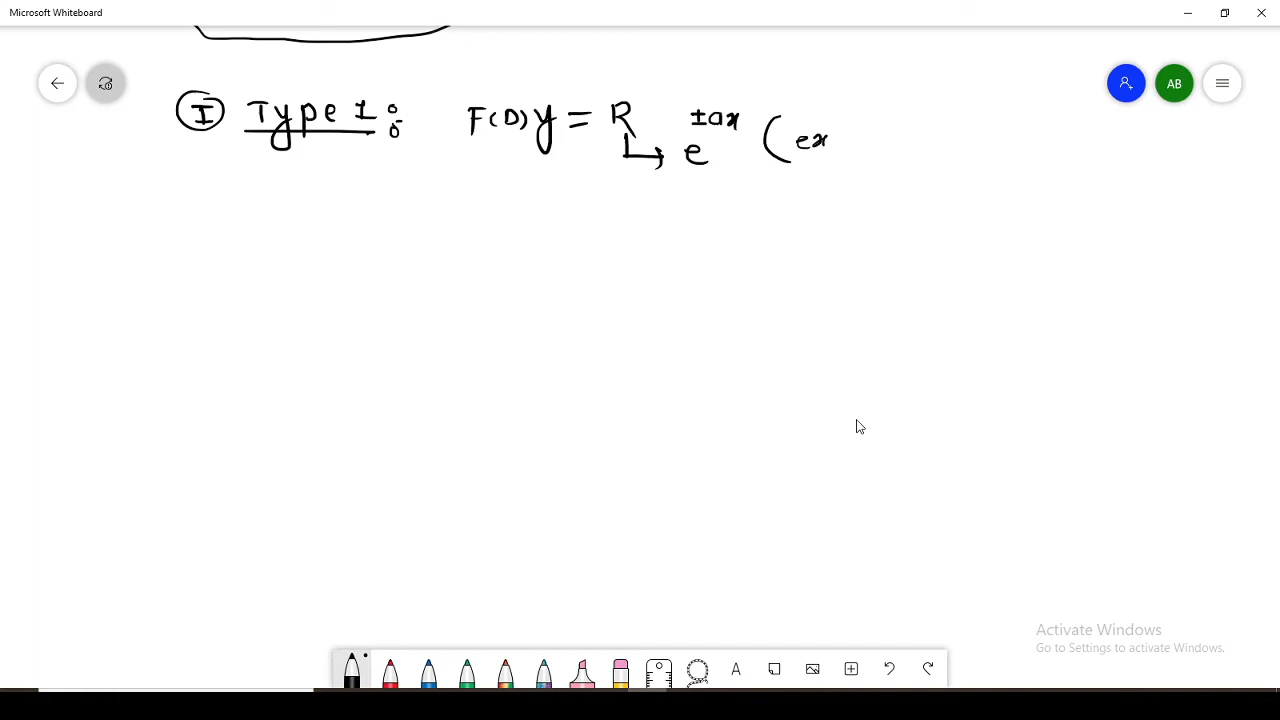 Microsoft Whiteboard
AB
I Type 1: F(D)y = R
↳ e^{±ax} (ex
Activate Windows
Go to Settings to activate Windows.
A